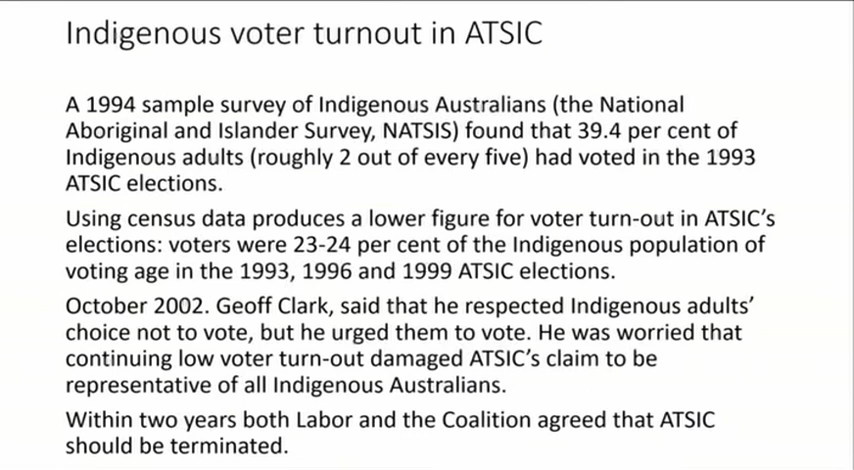 Indigenous voter turnout in ATSIC
A 1994 sample survey of Indigenous Australians (the National
Aboriginal and Islander Survey, NATSIS) found that 39.4 per cent of
Indigenous adults (roughly 2 out of every five) had voted in the 1993
ATSIC elections.
Using census data produces a lower figure for voter turn-out in ATSIC's
elections: voters were 23-24 per cent of the Indigenous population of
voting age in the 1993, 1996 and 1999 ATSIC elections.
October 2002. Geoff Clark, said that he respected Indigenous adults'
choice not to vote, but he urged them to vote. He was worried that
continuing low voter turn-out damaged ATSIC's claim to be
representative of all Indigenous Australians.
Within two years both Labor and the Coalition agreed that ATSIC
should be terminated.